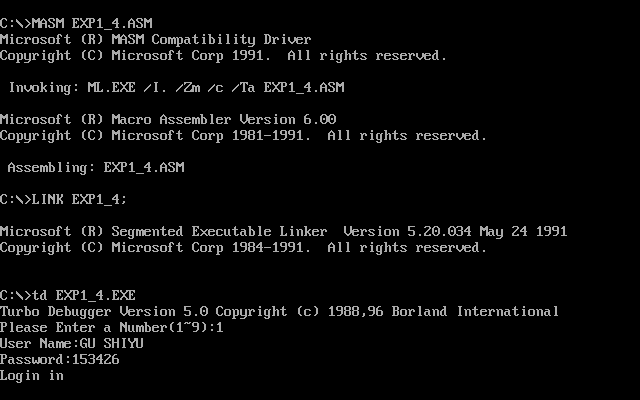 C:\>MASM EXP1_4.ASM
Microsoft (R) MASM Compatibility Driver
Copyright (C) Microsoft Corp 1991.  All rights reserved.
Invoking: ML.EXE /I. /Zm /c /Ta EXP1_4.ASM
Microsoft (R) Macro Assembler Version 6.00
Copyright (C) Microsoft Corp 1981-1991.  All rights reserved.
Assembling: EXP1_4.ASM
C:\>LINK EXP1_4;
Microsoft (R) Segmented Executable Linker  Version 5.20.034 May 24 1991
Copyright (C) Microsoft Corp 1984-1991.  All rights reserved.
C:\>td EXP1_4.EXE
Turbo Debugger Version 5.0 Copyright (c) 1988,96 Borland International
Please Enter a Number(1~9):1
User Name:GU SHIYU
Password:153426
Login in